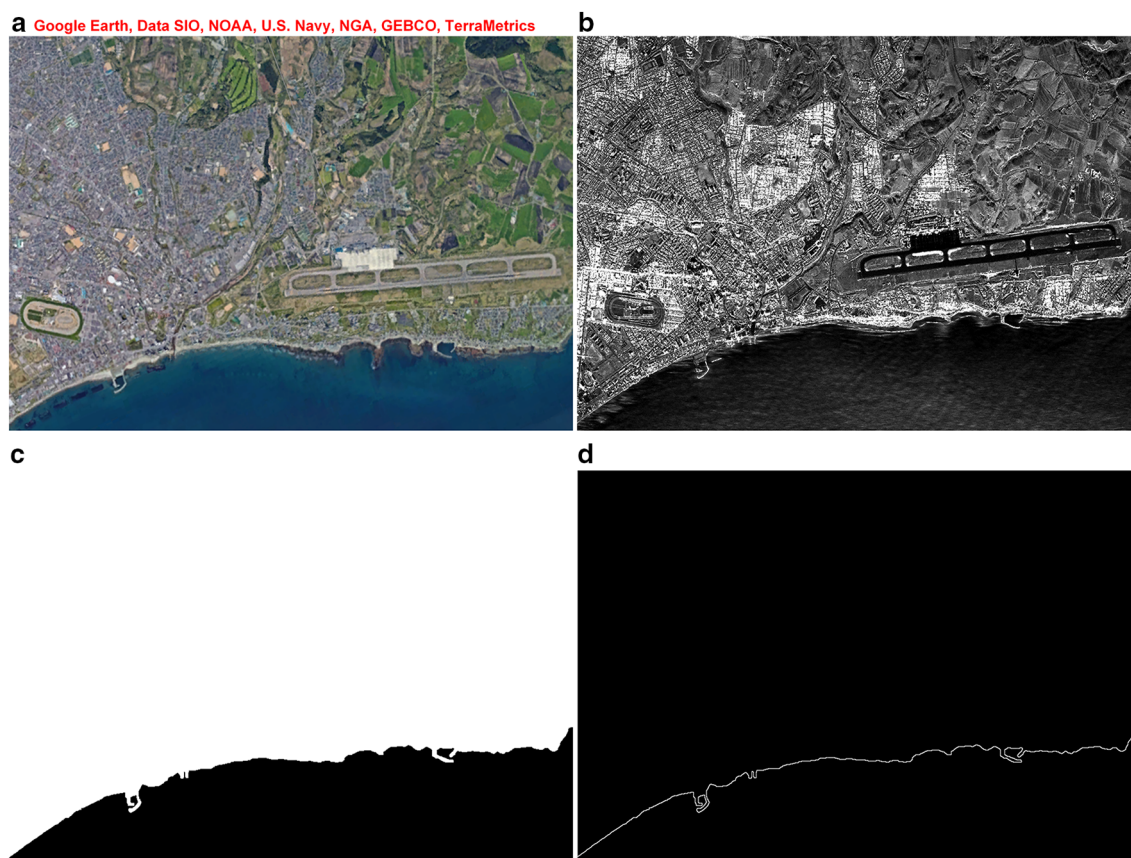 a Google Earth, Data SIO, NOAA, U.S. Navy, NGA, GEBCO, TerraMetrics
b
c
d